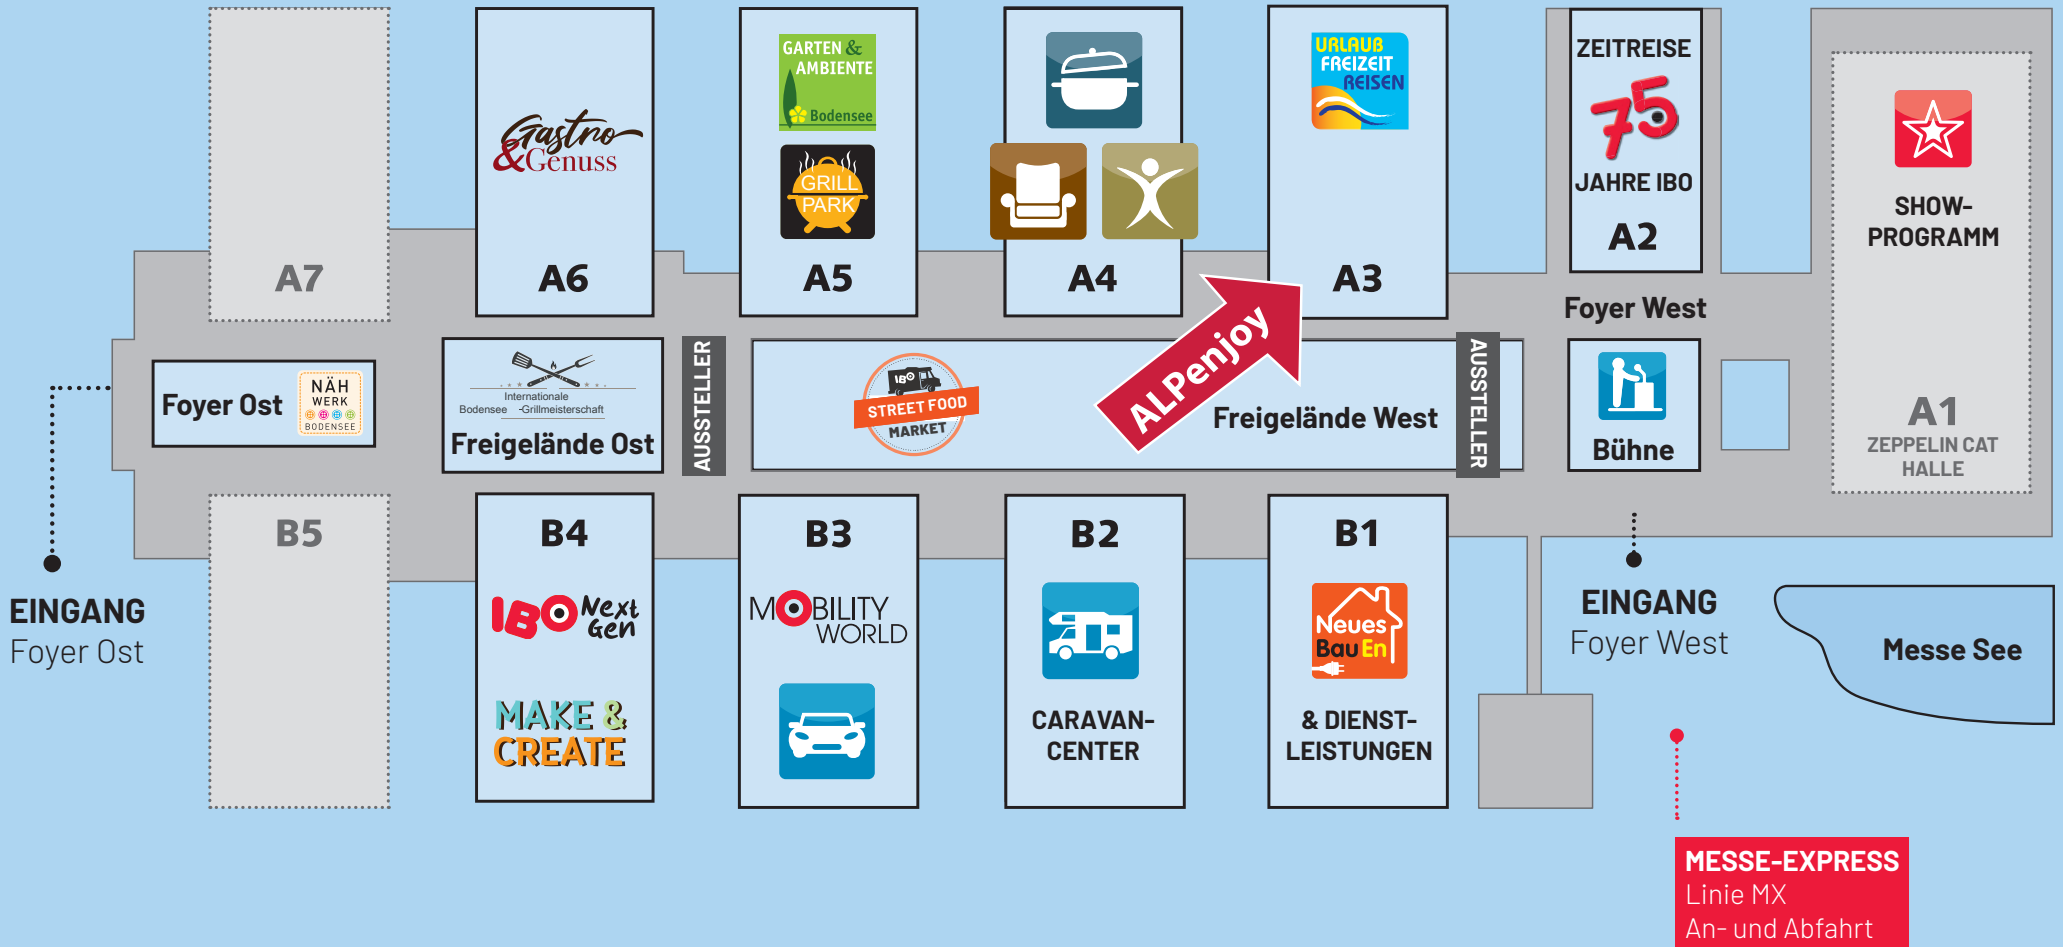 A7
Gastro
& Genuss
A6
GARTEN &
AMBIENTE
Bodensee
GRILL
PARK
A5
A4
URLAUB
FREIZEIT
REISEN
A3
ZEITREISE
75
JAHRE IBO
A2
SHOW-
PROGRAMM
A1
ZEPPELIN CAT
HALLE
Foyer Ost
NÄH
WERK
BODENSEE
Internationale
Bodensee -Grillmeisterschaft
Freigelände Ost
AUSSTELLER
IBO
STREET FOOD
MARKET
ALPenjoy
Freigelände West
AUSSTELLER
Foyer West
Bühne
B5
B4
IBO Next
Gen
MAKE &
CREATE
B3
MOBILITY
WORLD
B2
CARAVAN-
CENTER
B1
Neues
BauEn
& DIENST-
LEISTUNGEN
EINGANG
Foyer Ost
EINGANG
Foyer West
Messe See
MESSE-EXPRESS
Linie MX
An- und Abfahrt